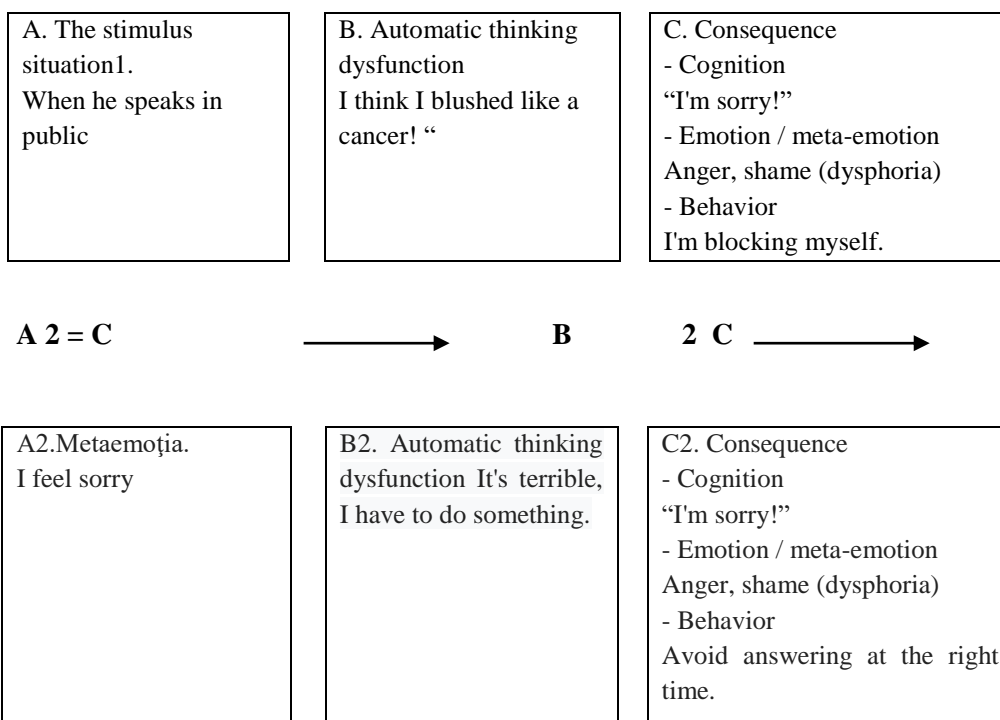 A. The stimulus
situation1.
When he speaks in
public
B. Automatic thinking
dysfunction
I think I blushed like a
cancer! “
C. Consequence
- Cognition
“I'm sorry!”
- Emotion / meta-emotion
Anger, shame (dysphoria)
- Behavior
I'm blocking myself.
A 2 = C B 2 C
A2.Metaemoţia.
I feel sorry
B2. Automatic thinking
dysfunction It's terrible,
I have to do something.
C2. Consequence
- Cognition
“I'm sorry!”
- Emotion / meta-emotion
Anger, shame (dysphoria)
- Behavior
Avoid answering at the right
time.